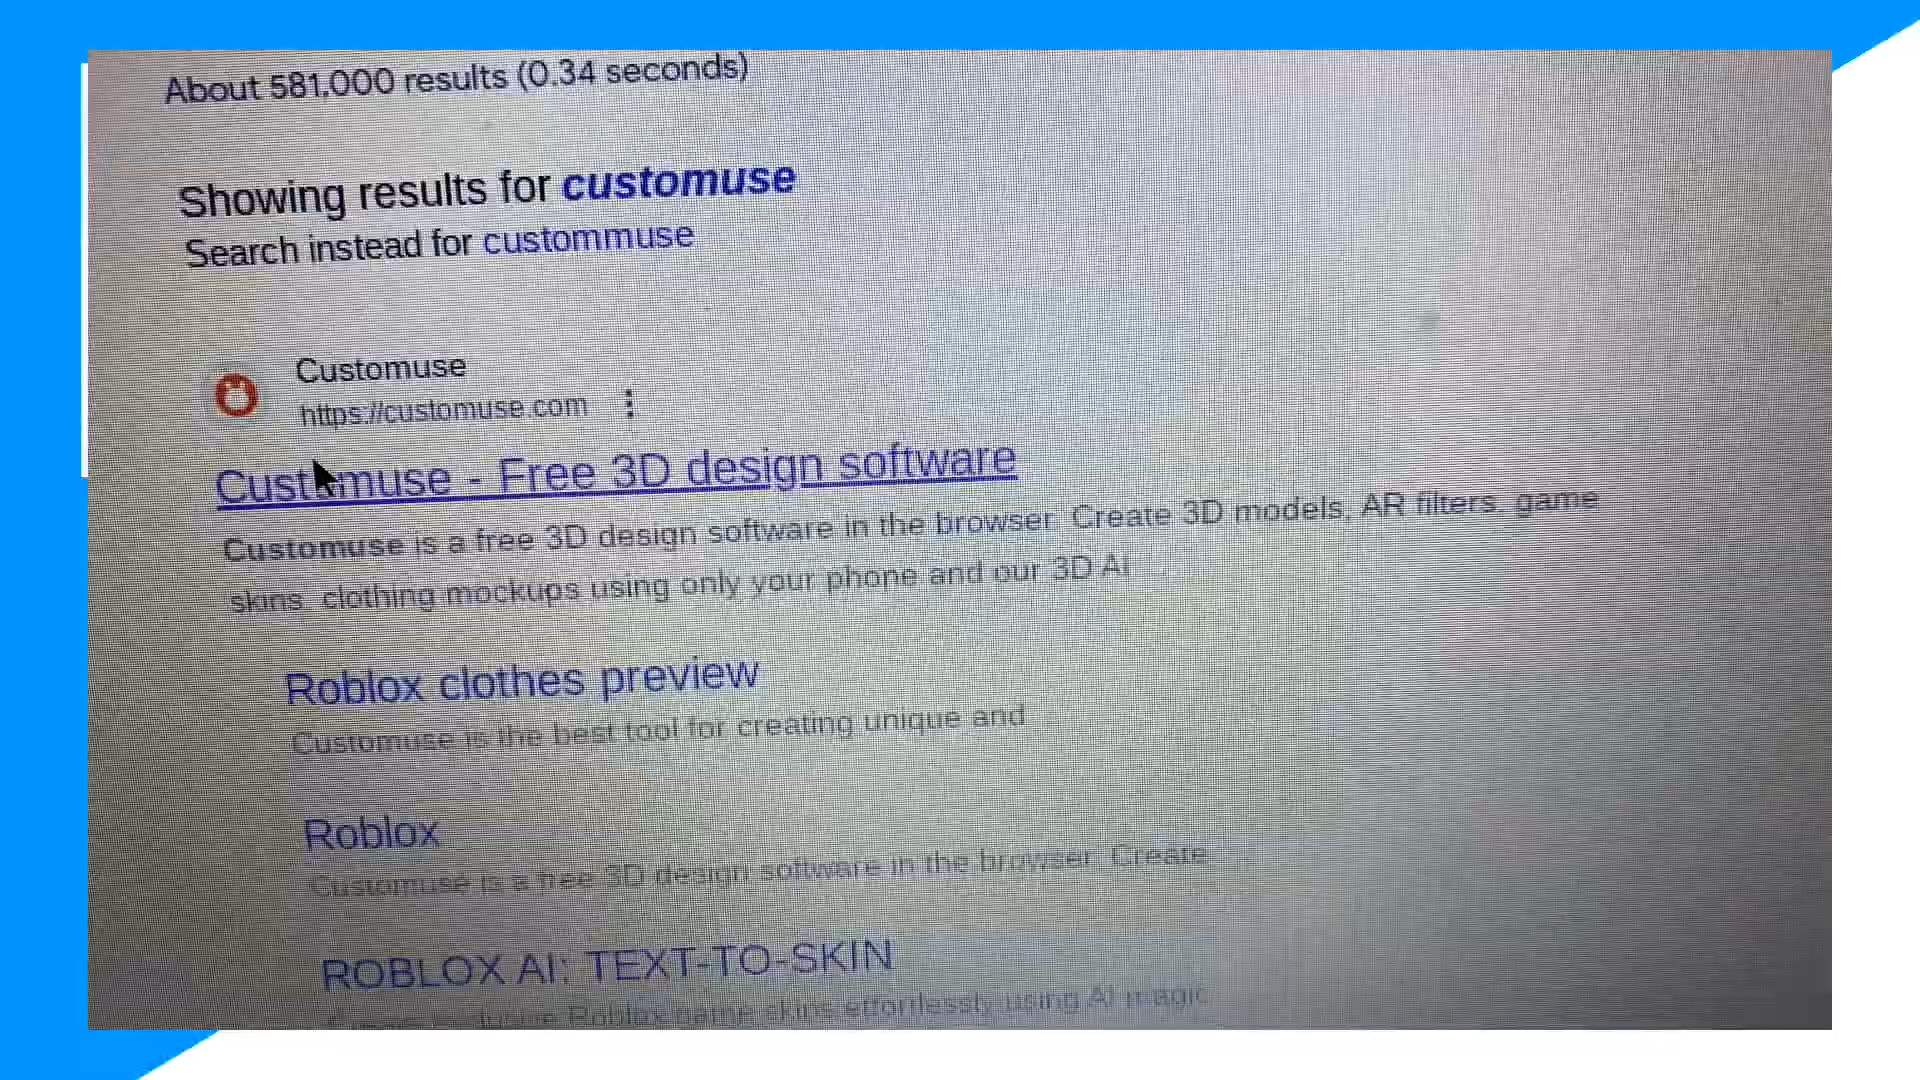 About 581,000 results (0.34 seconds)
Showing results for customuse
Search instead for custommuse
Customuse
https://customuse.com
Customuse - Free 3D design software
Customuse is a free 3D design software in the browser. Create 3D models, AR filters, game
skins, clothing mockups using only your phone and our 3D AI
Roblox clothes preview
Customuse is the best tool for creating unique and
Roblox
Customuse is a free 3D design software in the browser. Create
ROBLOX AI: TEXT-TO-SKIN
Roblox game skins effortlessly using AI magic